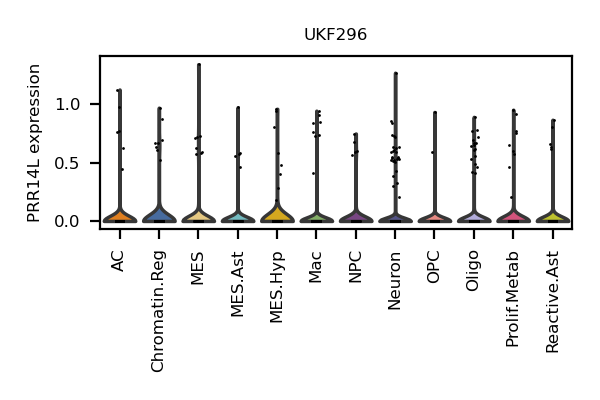 UKF296
PRR14L expression
1.0
0.5
0.0
AC
Chromatin.Reg
MES
MES.Ast
MES.Hyp
Mac
NPC
Neuron
OPC
Oligo
Prolif.Metab
Reactive.Ast